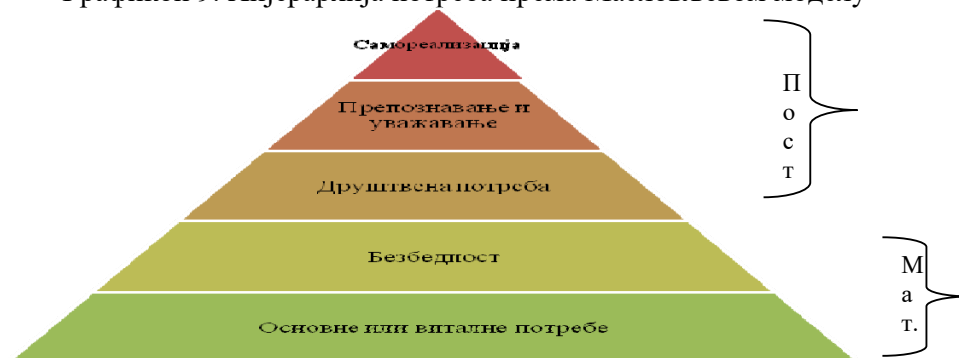 Самореализација
Препознавање и
уважавање
Друштвена потреба
Безбедност
Основне или виталне потребе
П
о
с
т
М
а
т.